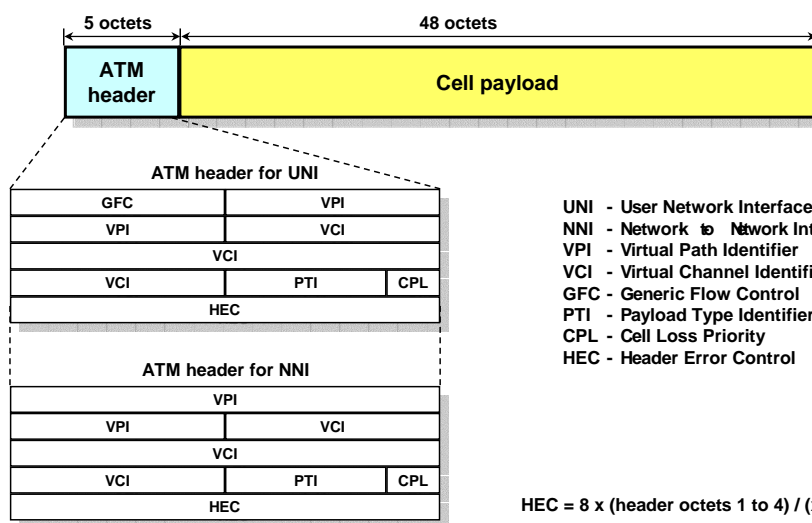 5 octets 48 octets
ATM header
Cell payload
ATM header for UNI
GFC VPI
VPI VCI
VCI
VCI PTI CPL
HEC
UNI - User Network Interface
NNI - Network to Network Int
VPI - Virtual Path Identifier
VCI - Virtual Channel Identifi
GFC - Generic Flow Control
PTI - Payload Type Identifier
CPL - Cell Loss Priority
HEC - Header Error Control
ATM header for NNI
VPI
VPI VCI
VCI
VCI PTI CPL
HEC
HEC = 8 x (header octets 1 to 4) / (